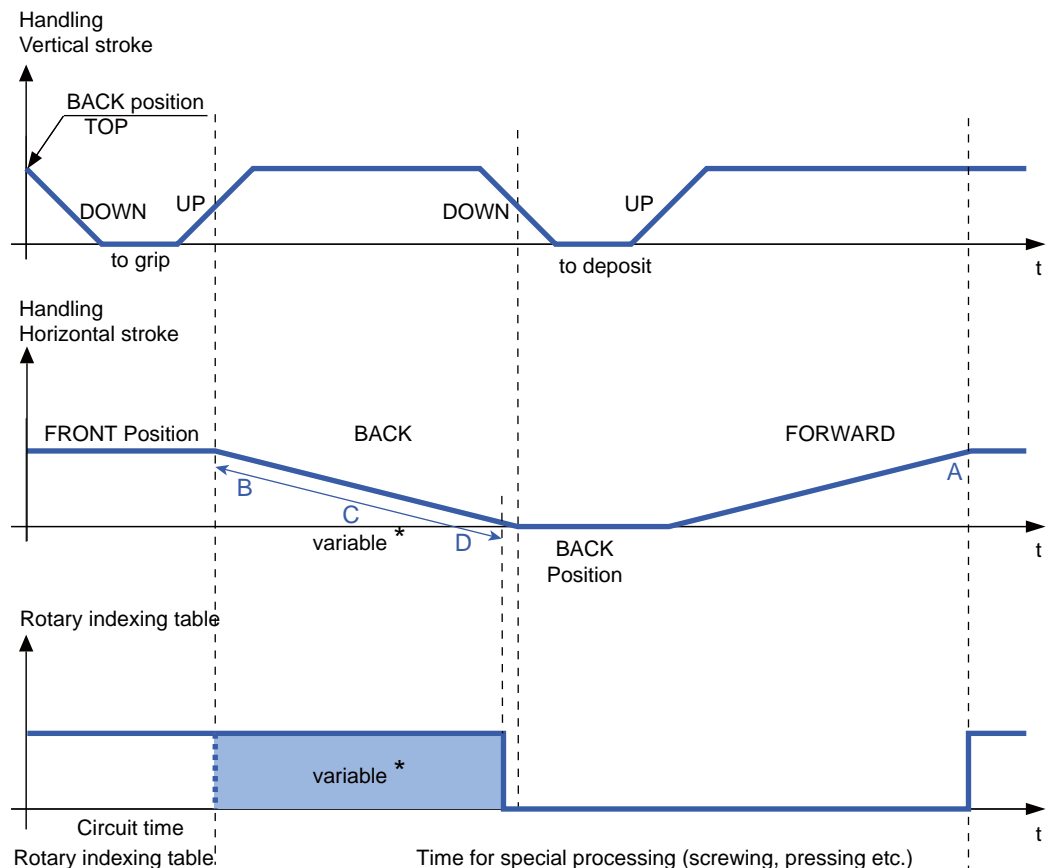 Handling
Vertical stroke
BACK position
TOP
DOWN
UP
DOWN
UP
to grip
to deposit
t
Handling
Horizontal stroke
FRONT Position
BACK
FORWARD
A
B
C
D
variable *
BACK
Position
t
Rotary indexing table
variable *
Circuit time
t
Rotary indexing table
Time for special processing (screwing, pressing etc.)